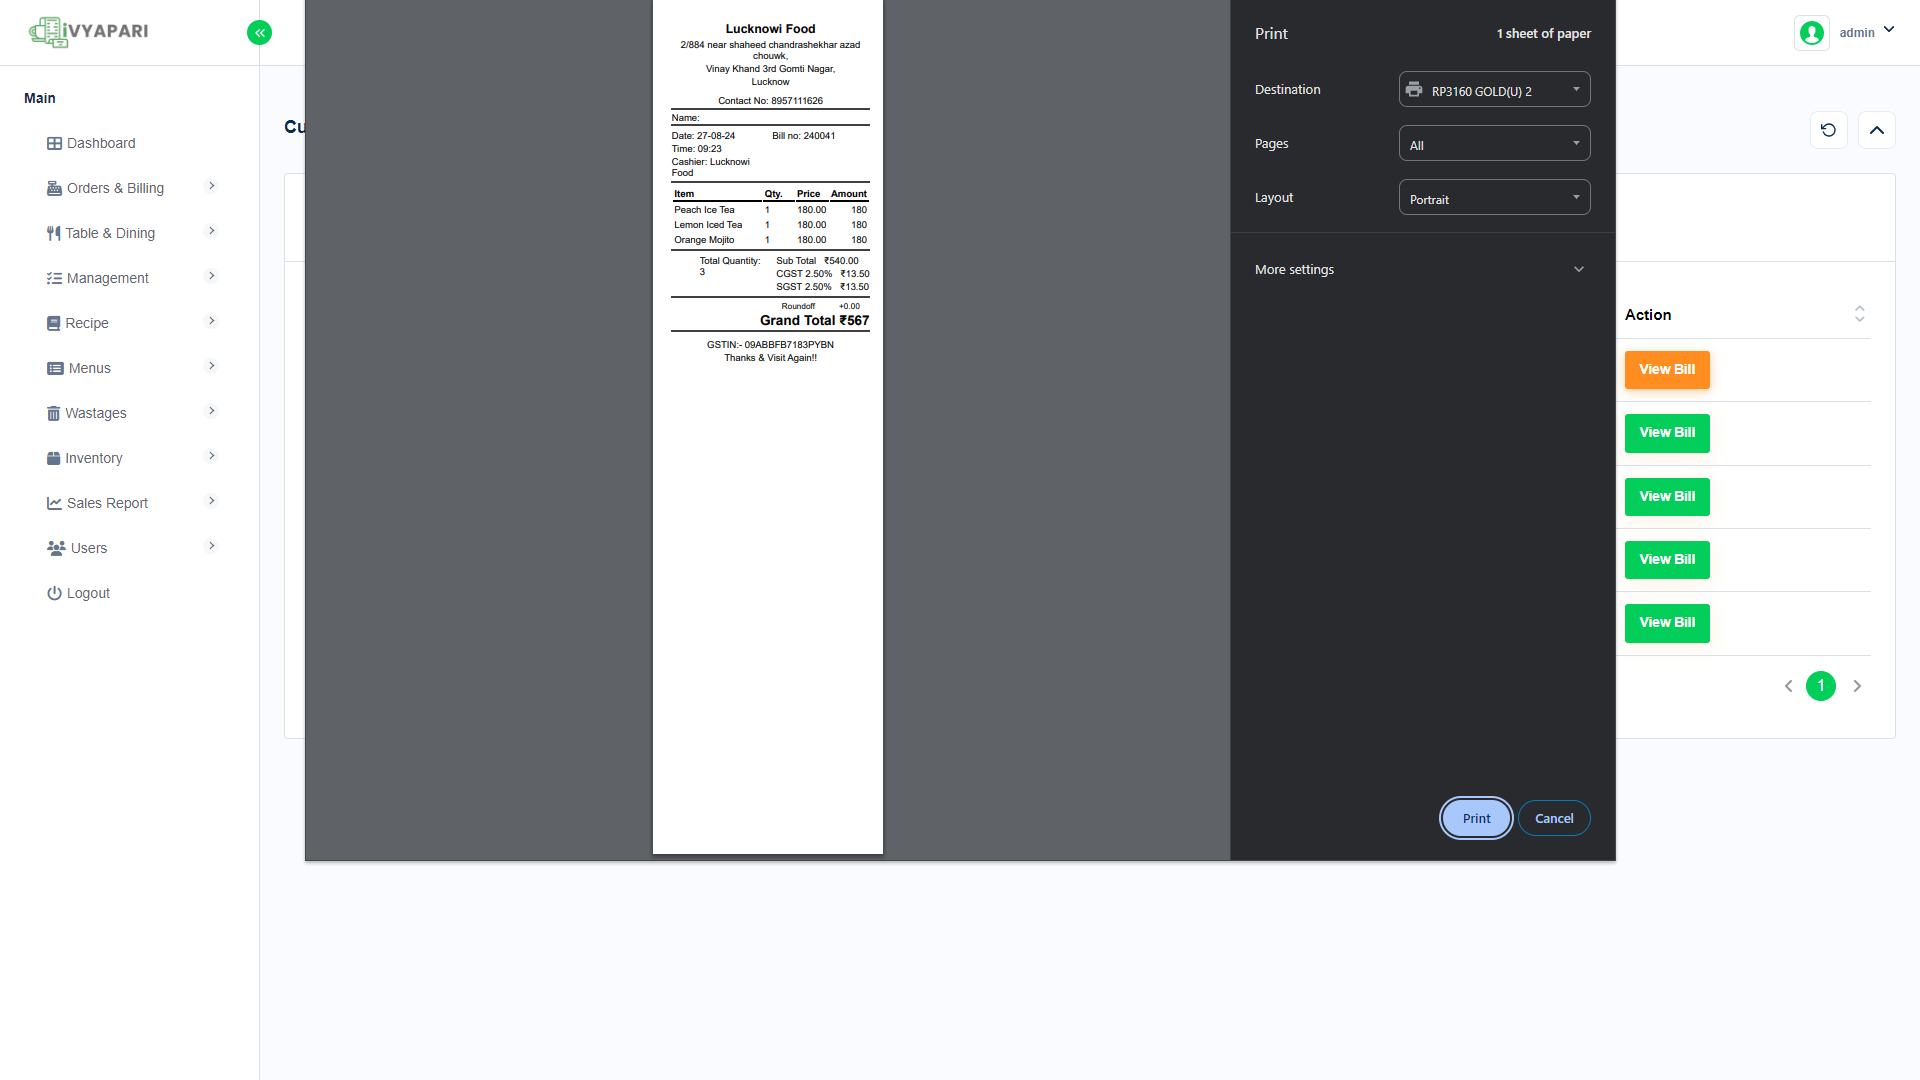 iVYAPARI
admin
Main
Dashboard
Orders & Billing
Table & Dining
Management
Recipe
Menus
Wastages
Inventory
Sales Report
Users
Logout
Cu
Lucknowi Food
2/884 near shaheed chandrashekhar azad
chouwk,
Vinay Khand 3rd Gomti Nagar,
Lucknow
Contact No: 8957111626
Name:
Date: 27-08-24 Bill no: 240041
Time: 09:23
Cashier: Lucknowi
Food
Item Qty. Price Amount
Peach Ice Tea 1 180.00 180
Lemon Iced Tea 1 180.00 180
Orange Mojito 1 180.00 180
Total Quantity: Sub Total ₹540.00
3 CGST 2.50% ₹13.50
SGST 2.50% ₹13.50
Roundoff +0.00
Grand Total ₹567
GSTIN:- 09ABBFB7183PYBN
Thanks & Visit Again!!
Print 1 sheet of paper
Destination RP3160 GOLD(U) 2
Pages All
Layout Portrait
More settings
Print Cancel
Action
View Bill
View Bill
View Bill
View Bill
View Bill
1